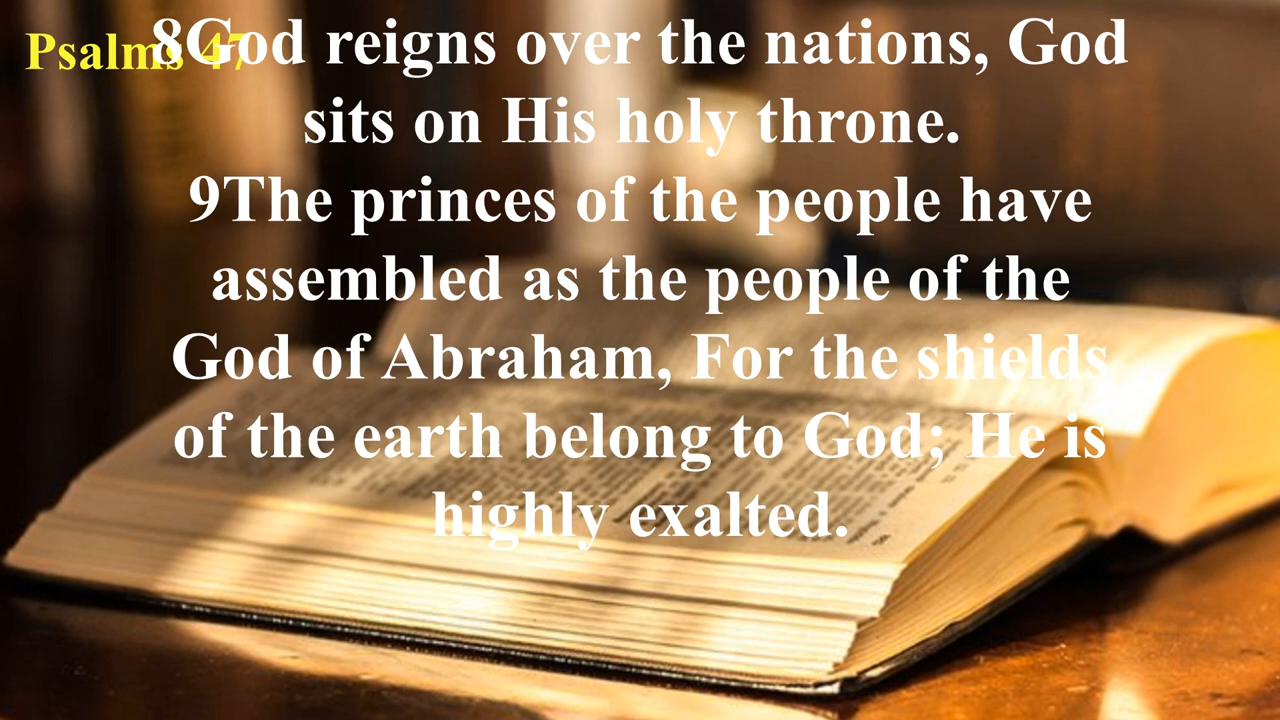 Psalms 47
8God reigns over the nations, God
sits on His holy throne.
9The princes of the people have
assembled as the people of the
God of Abraham, For the shields
of the earth belong to God; He is
highly exalted.